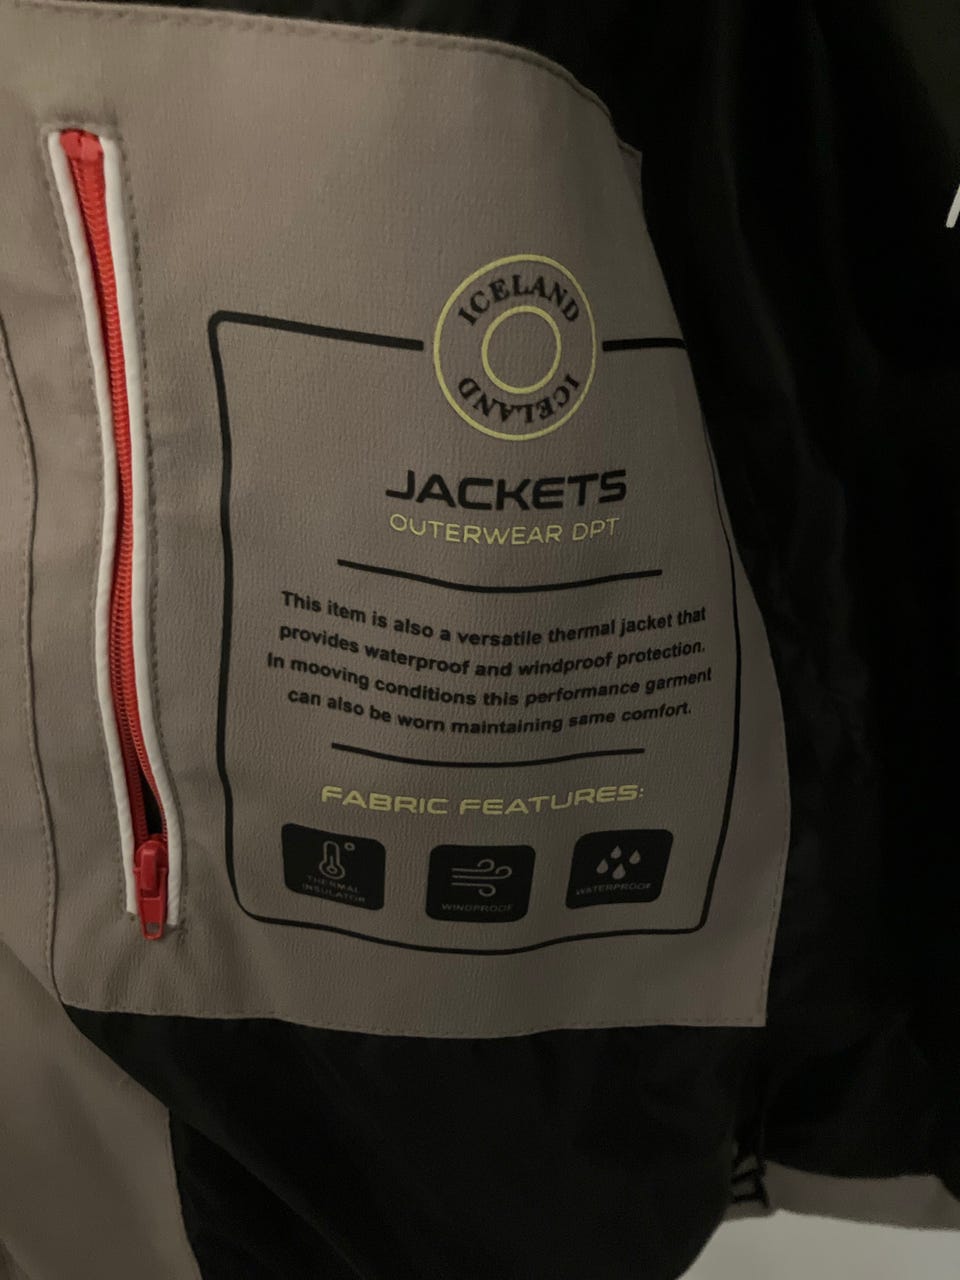 ICELAND
ICELAND
JACKETS
OUTERWEAR DPT.
This item is also a versatile thermal jacket that
provides waterproof and windproof protection.
In mooving conditions this performance garment
can also be worn maintaining same comfort.
FABRIC FEATURES:
THERMAL
INSULATOR
WINDPROOF
WATERPROOF